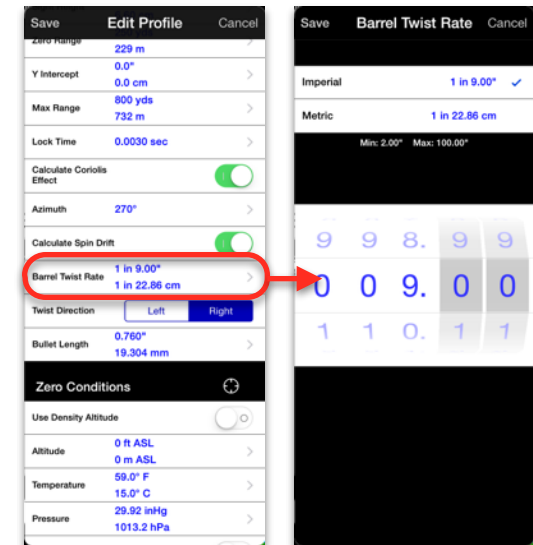 Save Edit Profile Cancel
Zero Range
229 m
Y Intercept
0.0"
0.0 cm
Max Range
800 yds
732 m
Lock Time 0.0030 sec
Calculate Coriolis
Effect
Azimuth 270°
Calculate Spin Drift
Barrel Twist Rate
1 in 9.00"
1 in 22.86 cm
Twist Direction Left Right
Bullet Length
0.760"
19.304 mm
Zero Conditions
Use Density Altitude
Altitude
0 ft ASL
0 m ASL
Temperature
59.0° F
15.0° C
Pressure
29.92 inHg
1013.2 hPa
Save Barrel Twist Rate Cancel
Imperial 1 in 9.00"
Metric 1 in 22.86 cm
Min: 2.00" Max: 100.00"
9 9 8. 9 9
0 0 9. 0 0
1 1 0. 1 1